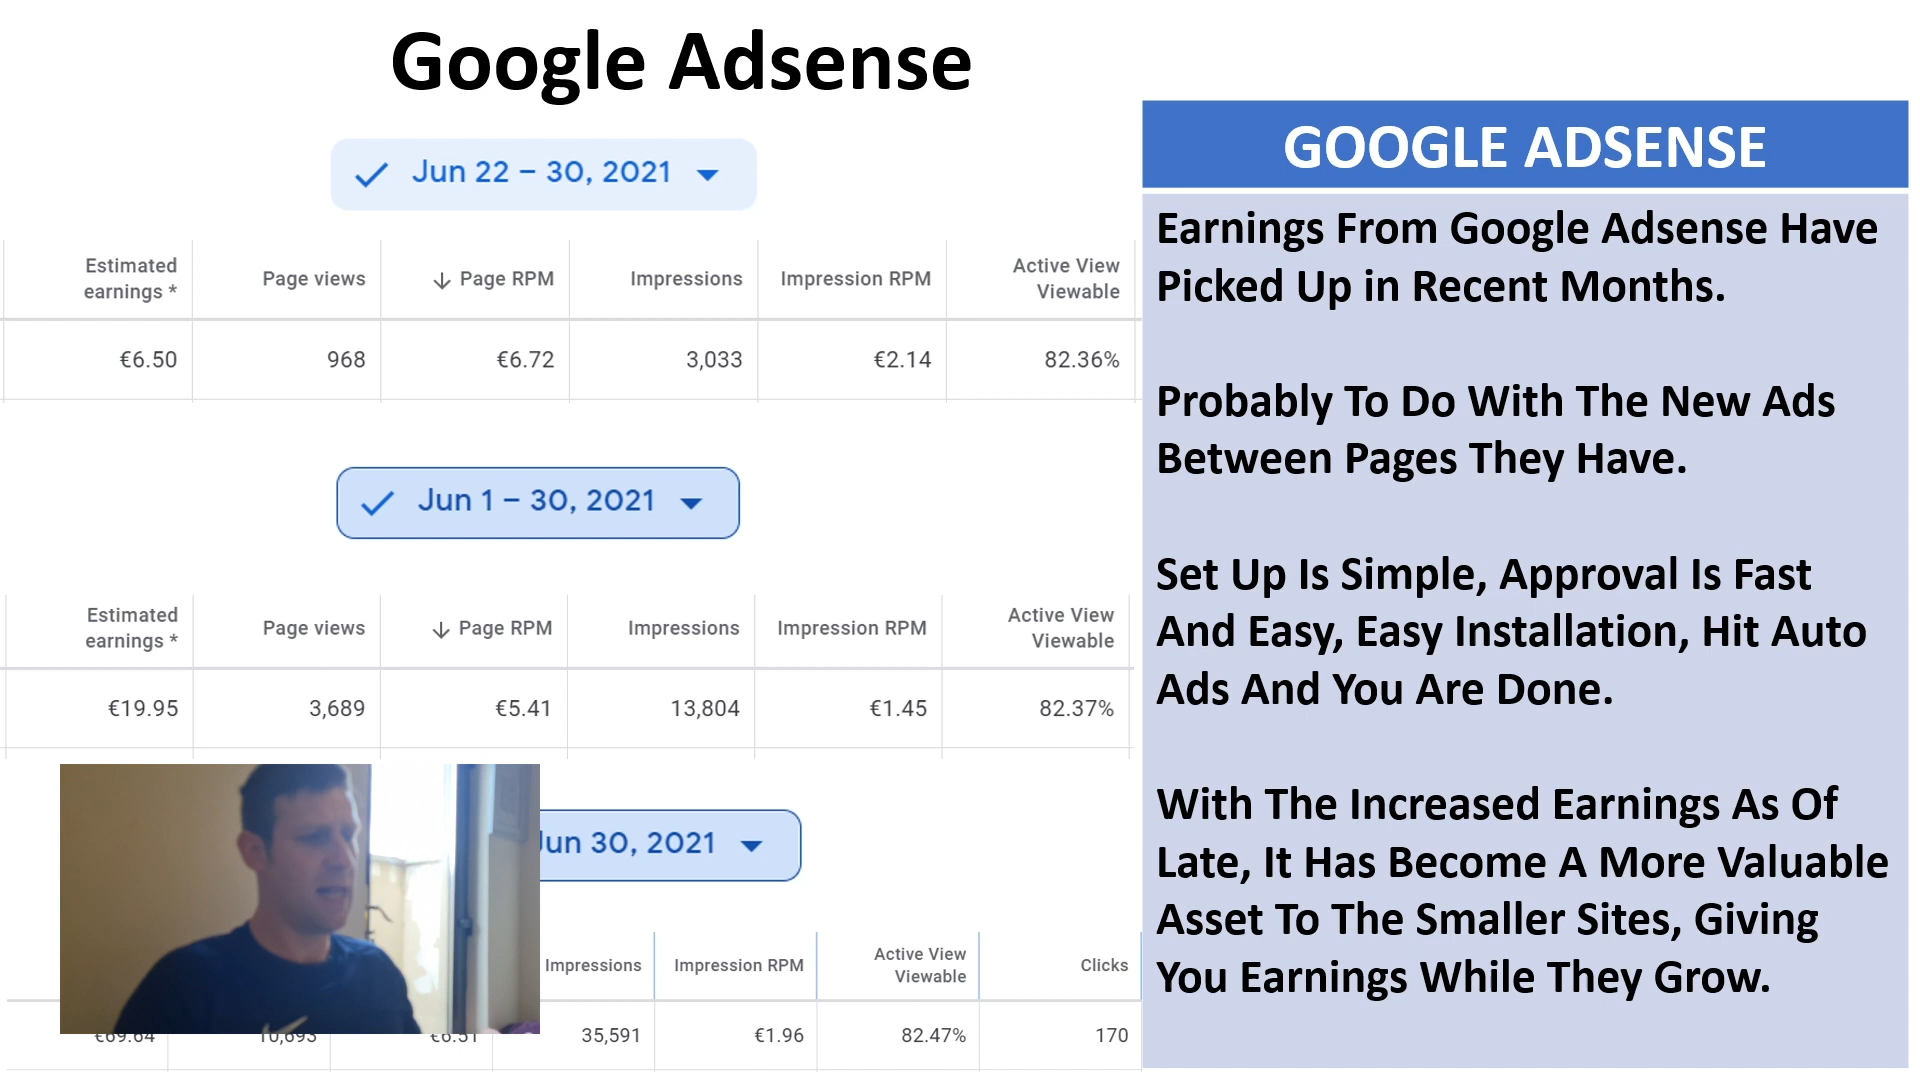 Google Adsense
Jun 22 – 30, 2021
Estimated earnings * Page views ↓ Page RPM Impressions Impression RPM Active View Viewable
€6.50 968 €6.72 3,033 €2.14 82.36%
Jun 1 – 30, 2021
Estimated earnings * Page views ↓ Page RPM Impressions Impression RPM Active View Viewable
€19.95 3,689 €5.41 13,804 €1.45 82.37%
Jun 30, 2021
Impressions Impression RPM Active View Viewable Clicks
€69.64 10,693 €6.51 35,591 €1.96 82.47% 170
GOOGLE ADSENSE
Earnings From Google Adsense Have
Picked Up in Recent Months.
Probably To Do With The New Ads
Between Pages They Have.
Set Up Is Simple, Approval Is Fast
And Easy, Easy Installation, Hit Auto
Ads And You Are Done.
With The Increased Earnings As Of
Late, It Has Become A More Valuable
Asset To The Smaller Sites, Giving
You Earnings While They Grow.